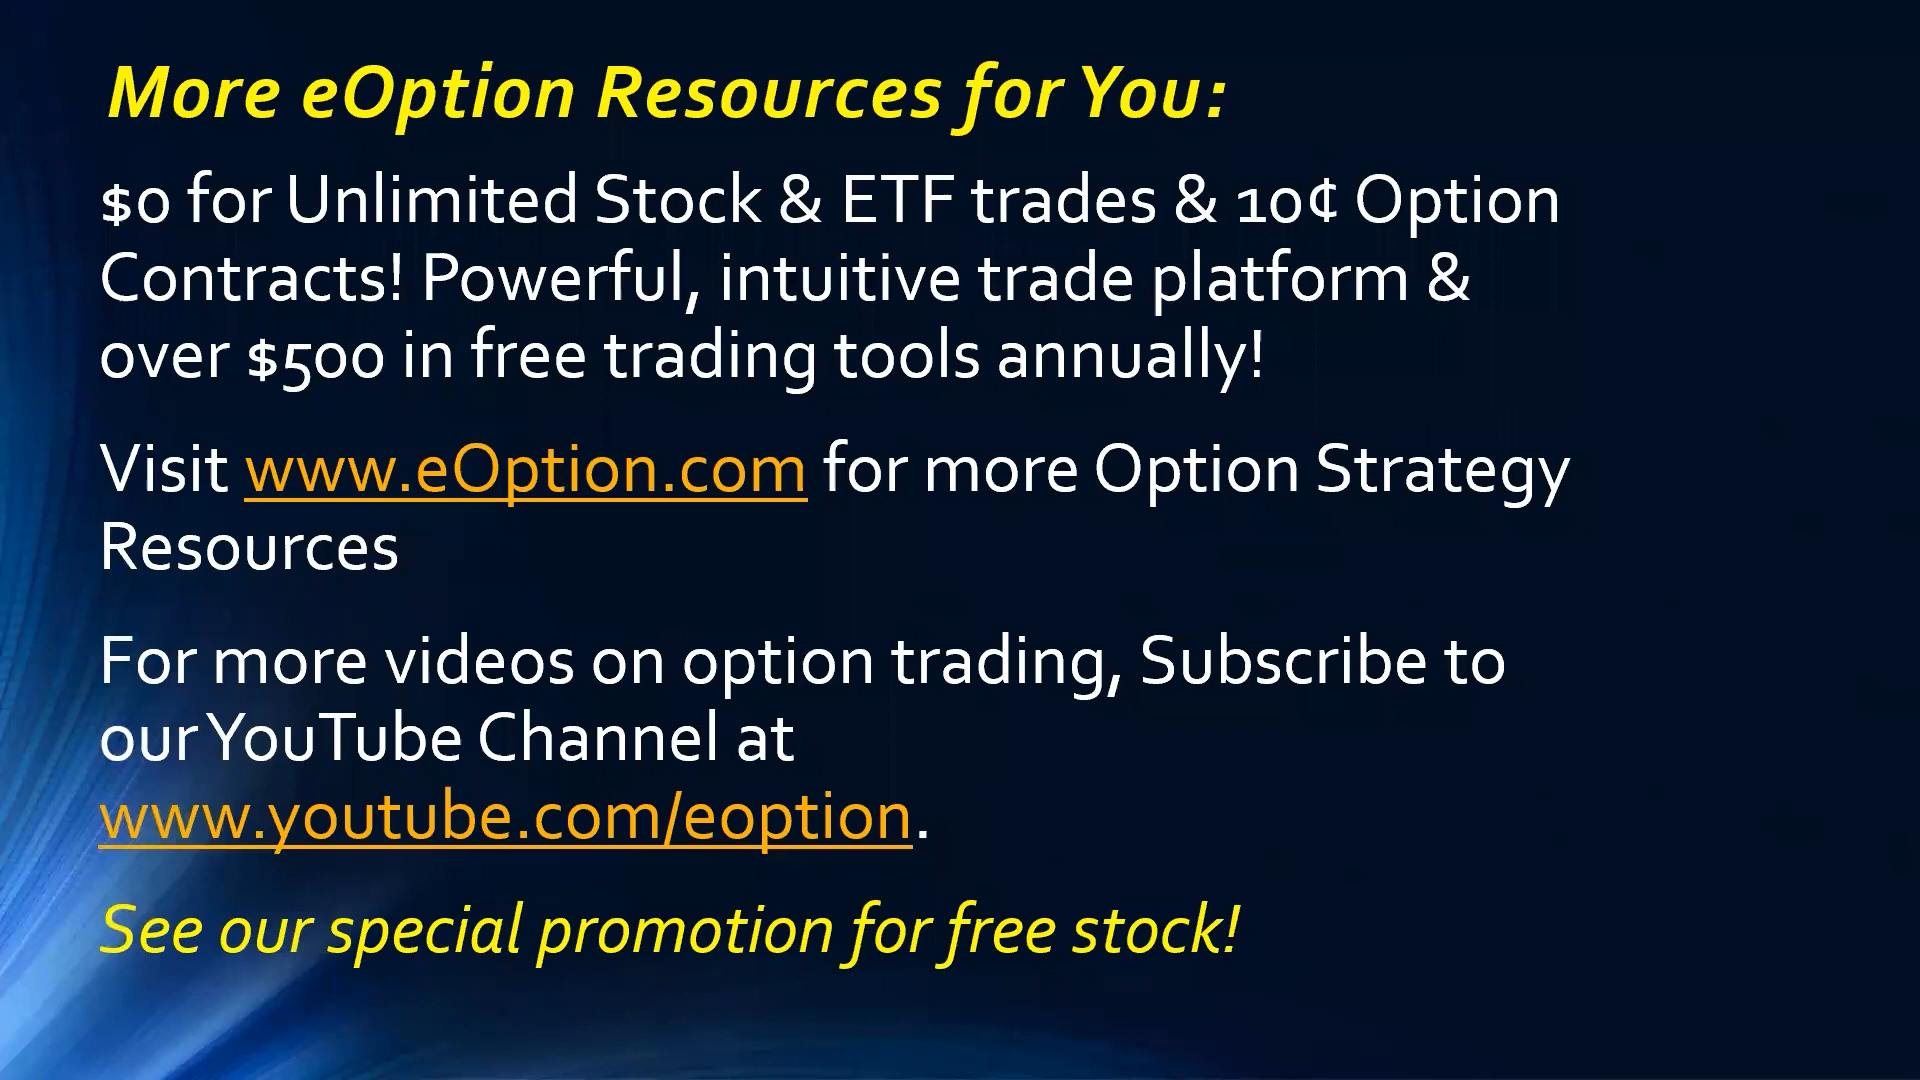 More eOption Resources for You:
$0 for Unlimited Stock & ETF trades & 10¢ Option
Contracts! Powerful, intuitive trade platform &
over $500 in free trading tools annually!
Visit www.eOption.com for more Option Strategy
Resources
For more videos on option trading, Subscribe to
our YouTube Channel at
www.youtube.com/eoption.
See our special promotion for free stock!